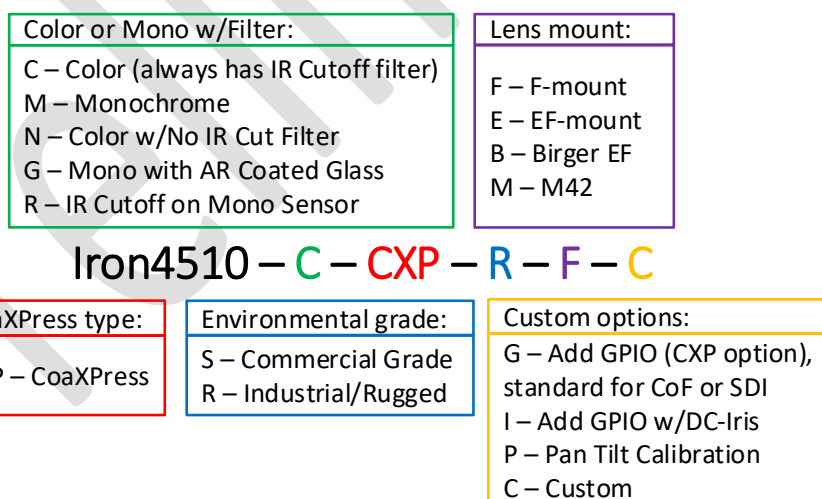 Color or Mono w/Filter:
C – Color (always has IR Cutoff filter)
M – Monochrome
N – Color w/No IR Cut Filter
G – Mono with AR Coated Glass
R – IR Cutoff on Mono Sensor
Lens mount:
F – F-mount
E – EF-mount
B – Birger EF
M – M42
Iron4510 – C – CXP – R – F – C
aXPress type:
P – CoaXPress
Environmental grade:
S – Commercial Grade
R – Industrial/Rugged
Custom options:
G – Add GPIO (CXP option),
standard for CoF or SDI
I – Add GPIO w/DC-Iris
P – Pan Tilt Calibration
C – Custom